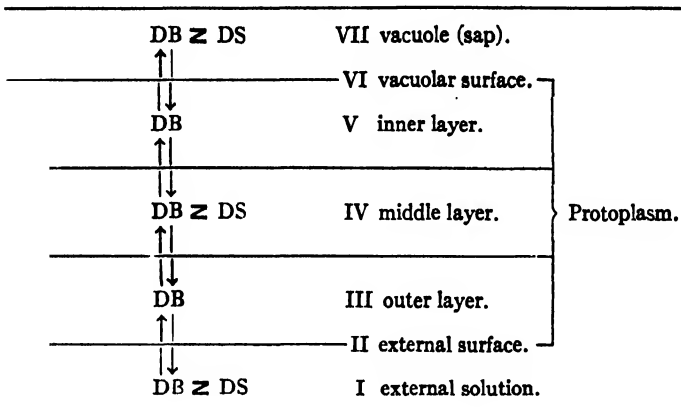 DB ⇄ DS VII vacuole (sap).
VI vacuolar surface.
DB V inner layer.
DB ⇄ DS IV middle layer. Protoplasm.
DB III outer layer.
II external surface.
DB ⇄ DS I external solution.